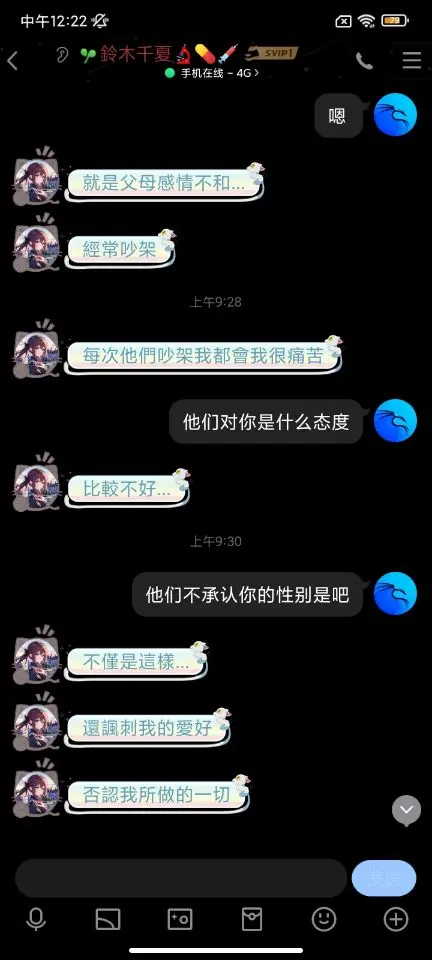 中午12:22
79
鈴木千夏
SVIP1
手机在线 - 4G
嗯
就是父母感情不和...
經常吵架
上午9:28
每次他們吵架我都會我很痛苦
他们对你是什么态度
比較不好...
上午9:30
他们不承认你的性别是吧
不僅是這樣...
還諷刺我的愛好
否認我所做的一切
发送